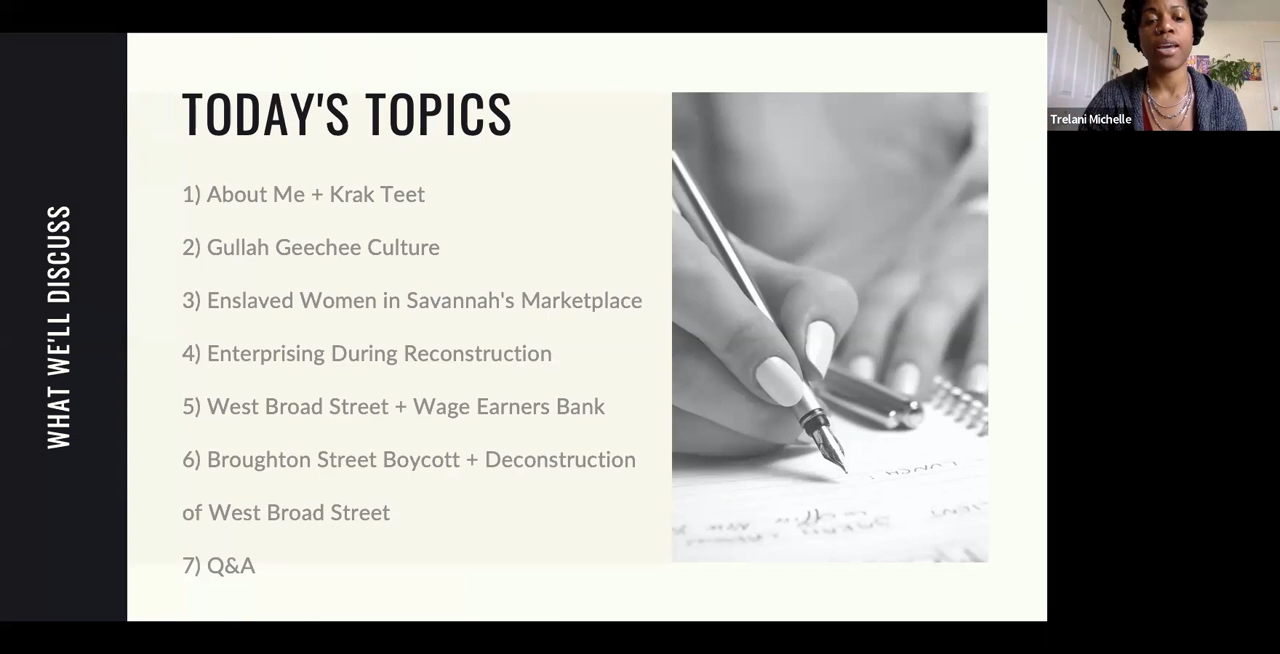 WHAT WE'LL DISCUSS
TODAY'S TOPICS
1) About Me + Krak Teet
2) Gullah Geechee Culture
3) Enslaved Women in Savannah's Marketplace
4) Enterprising During Reconstruction
5) West Broad Street + Wage Earners Bank
6) Broughton Street Boycott + Deconstruction
of West Broad Street
7) Q&A
LUNCH
Trelani Michelle